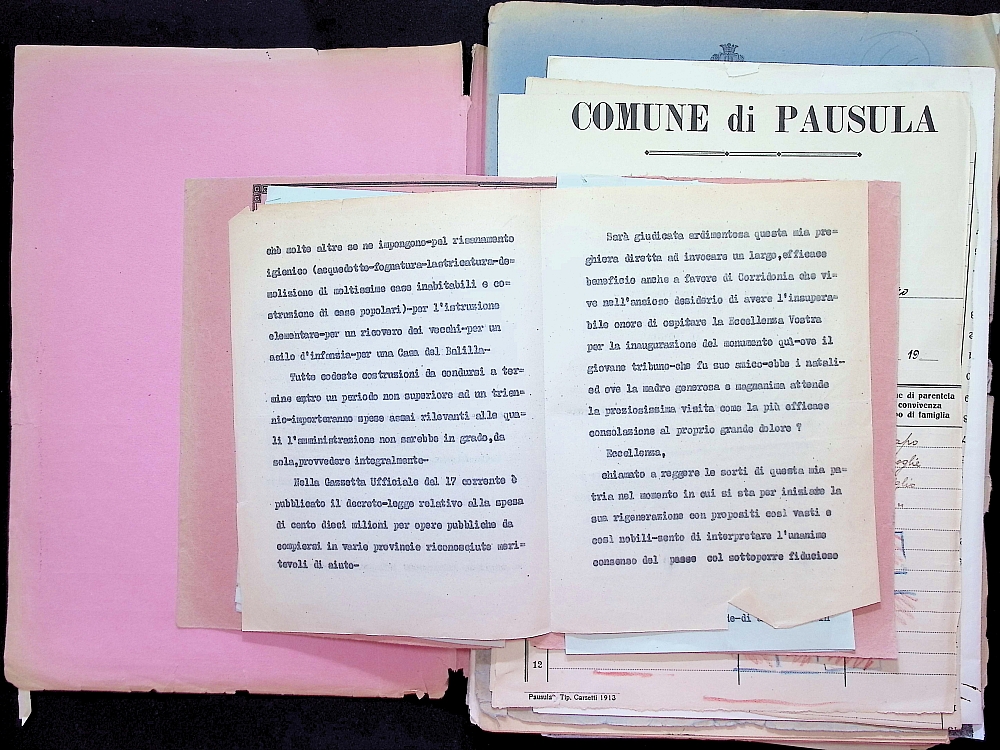 COMUNE di PAUSULA
chè molte altre se ne impongono-pel risanamento
igienico (acquedotto-fognatura-lastricatura-de=
molizione di moltissime case inabitabili e co=
struzione di case popolari)-per l'istruzione
elementare-per un ricovero dei vecchi-per un
asilo d'infanzia-per una Casa del Balilla-
Tutte codeste costruzioni da condursi a ter=
mine entro un periodo non superiore ad un trien=
nio-importeranno spese assai rilevanti alle qua=
li l'amministrazione non sarebbe in grado,da
sola,provvedere integralmente-
Nella Gazzetta Ufficiale del 17 corrente è
pubblicato il decreto-legge relativo alla spesa
di cento dieci milioni per opere pubbliche da
compiersi in varie provincie riconosciute meri=
tevoli di aiuto-
Sarà giudicata ardimentosa questa mia pre=
ghiera diretta ad invocare un largo,efficace
beneficio anche a favore di Corridonia che vi=
ve nell'ansioso desiderio di avere l'insupera=
bile onore di ospitare la Eccellenza Vostra
per la inaugurazione del monumento quì-ove il
giovane tribuno-che fu suo amico-ebbe i natali-
ed ove la madre generosa e magnanima attende
la preziosissima visita come la più efficace
consolazione al proprio grande dolore ?
Eccellenza,
chiamato a reggere le sorti di questa mia pa=
tria nel momento in cui si sta per iniziare la
sua rigenerazione con propositi così vasti e
così nobili-sento di interpretare l'unanime
consenso del paese col sottoporre fiducioso
19
di parentela
convivenza
di famiglia
12
Pausula" Tip. Carsetti 1913